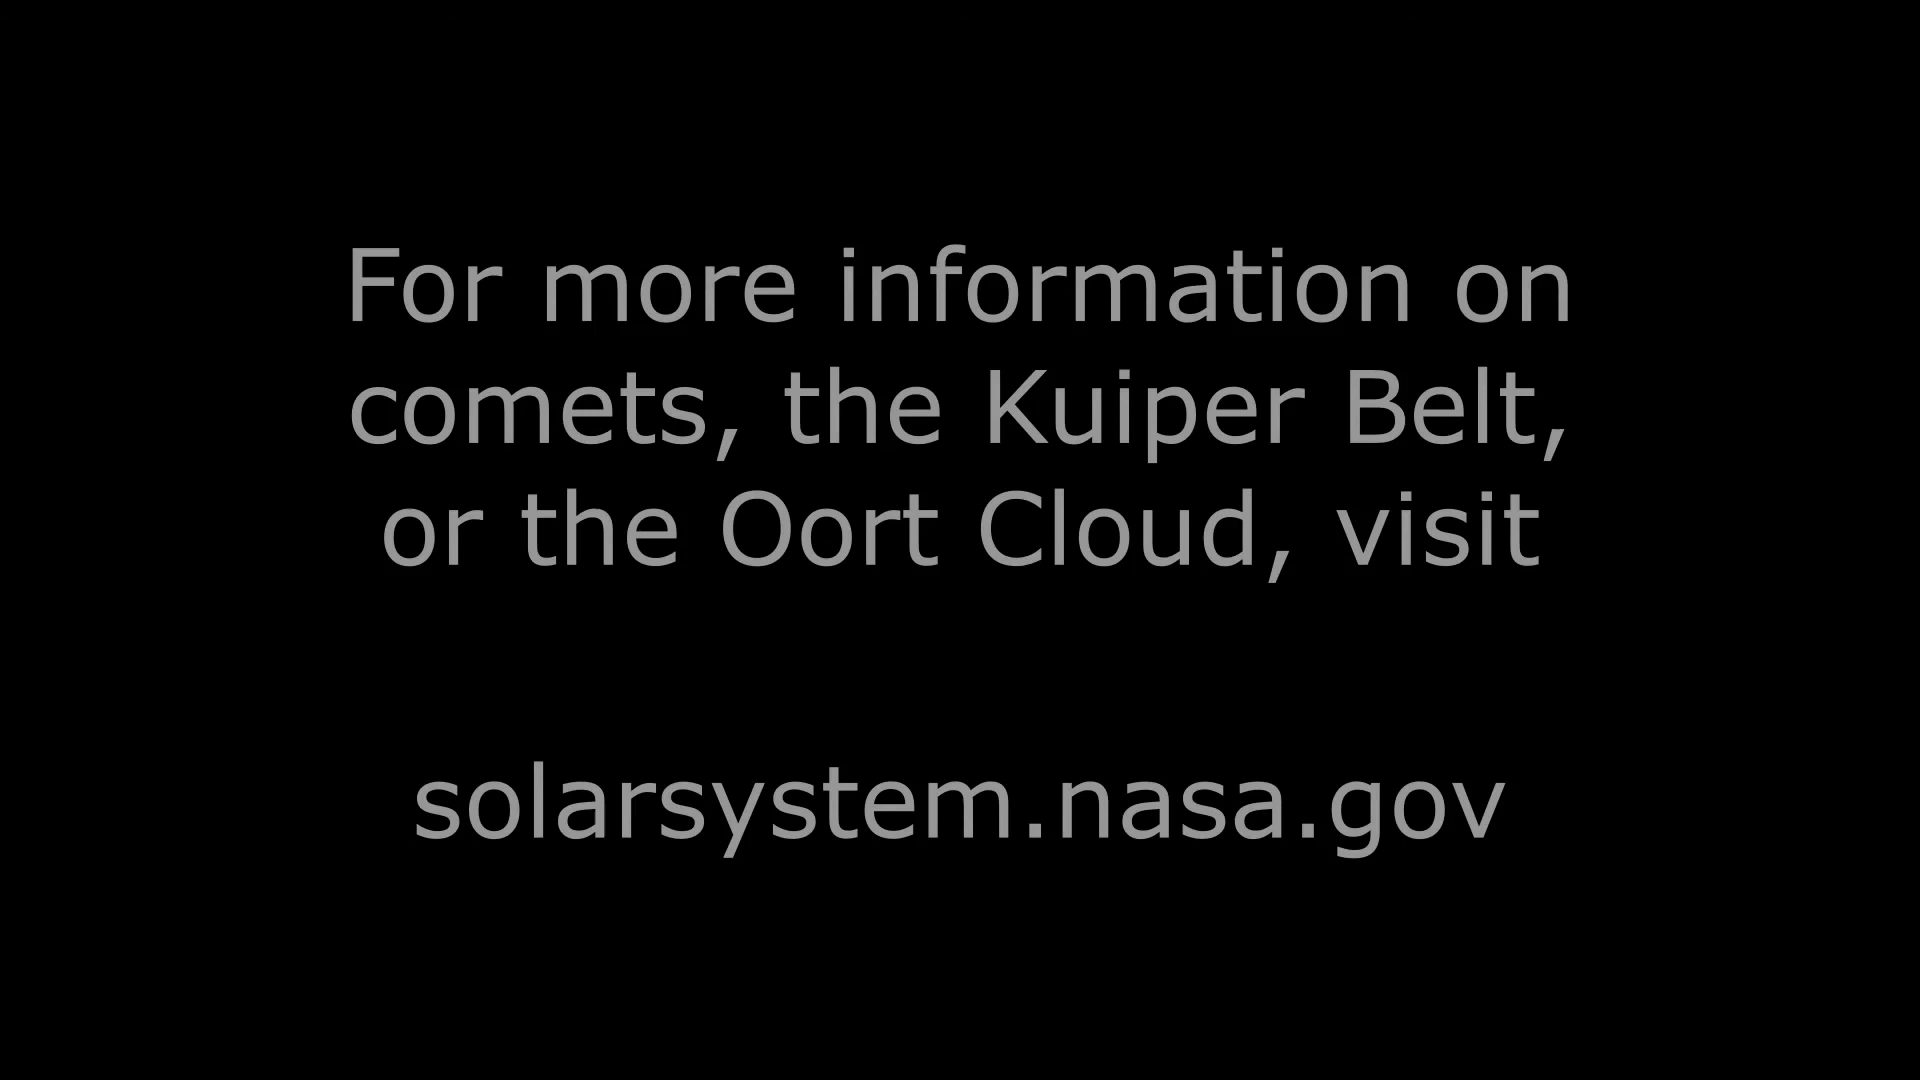 For more information on
comets, the Kuiper Belt,
or the Oort Cloud, visit
solarsystem.nasa.gov